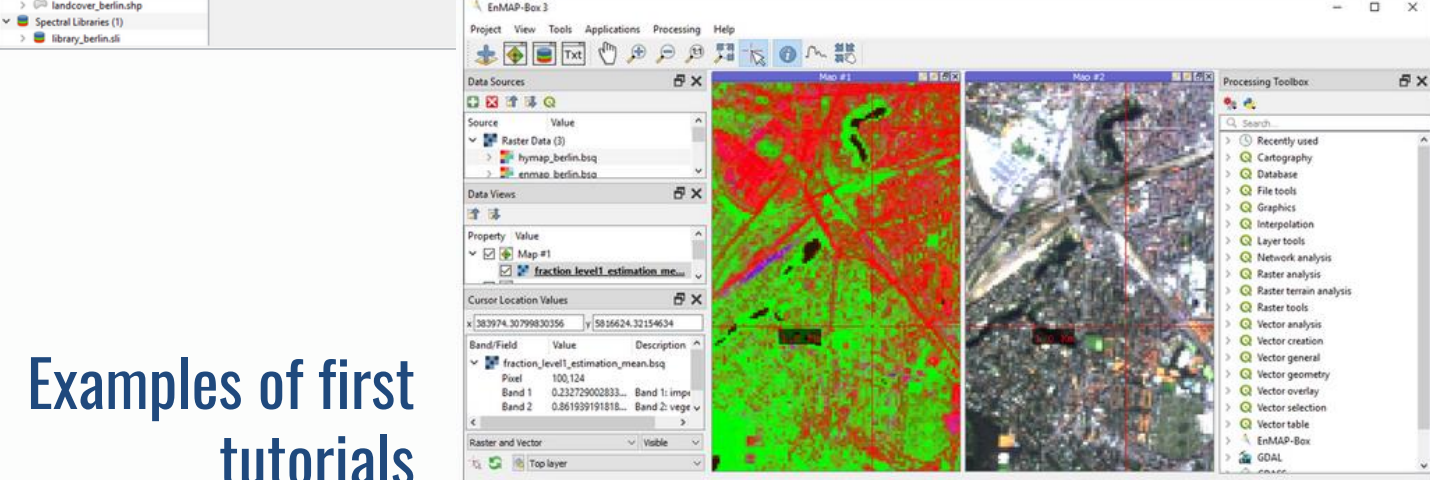 landcover_berlin.shp
Spectral Libraries (1)
library_berlin.sli
Examples of first
tutorials
EnMAP-Box 3
Project View Tools Applications Processing Help
Txt
1:1
Data Sources
Source Value
Raster Data (3)
hymap_berlin.bsq
enmap_berlin.bsq
Data Views
Property Value
Map #1
fraction_level1_estimation_me...
Cursor Location Values
x 383974.30799830356 y 5816624.32154634
Band/Field Value Description
fraction_level1_estimation_mean.bsq
Pixel 100,124
Band 1 0.232729002833... Band 1: impe
Band 2 0.861939191818... Band 2: vege
Raster and Vector Visible
Top layer
Map #1
Map #2
Processing Toolbox
Search...
Recently used
Cartography
Database
File tools
Graphics
Interpolation
Layer tools
Network analysis
Raster analysis
Raster terrain analysis
Raster tools
Vector analysis
Vector creation
Vector general
Vector geometry
Vector overlay
Vector selection
Vector table
EnMAP-Box
GDAL